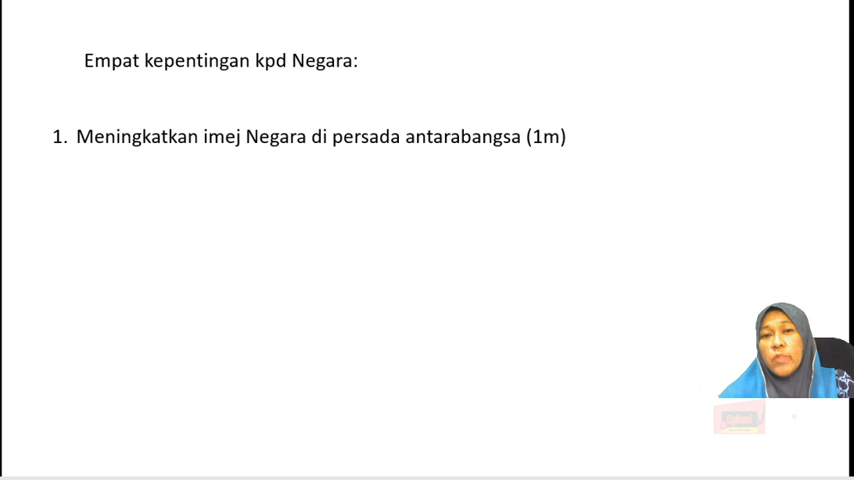 Empat kepentingan kpd Negara:
1. Meningkatkan imej Negara di persada antarabangsa (1m)